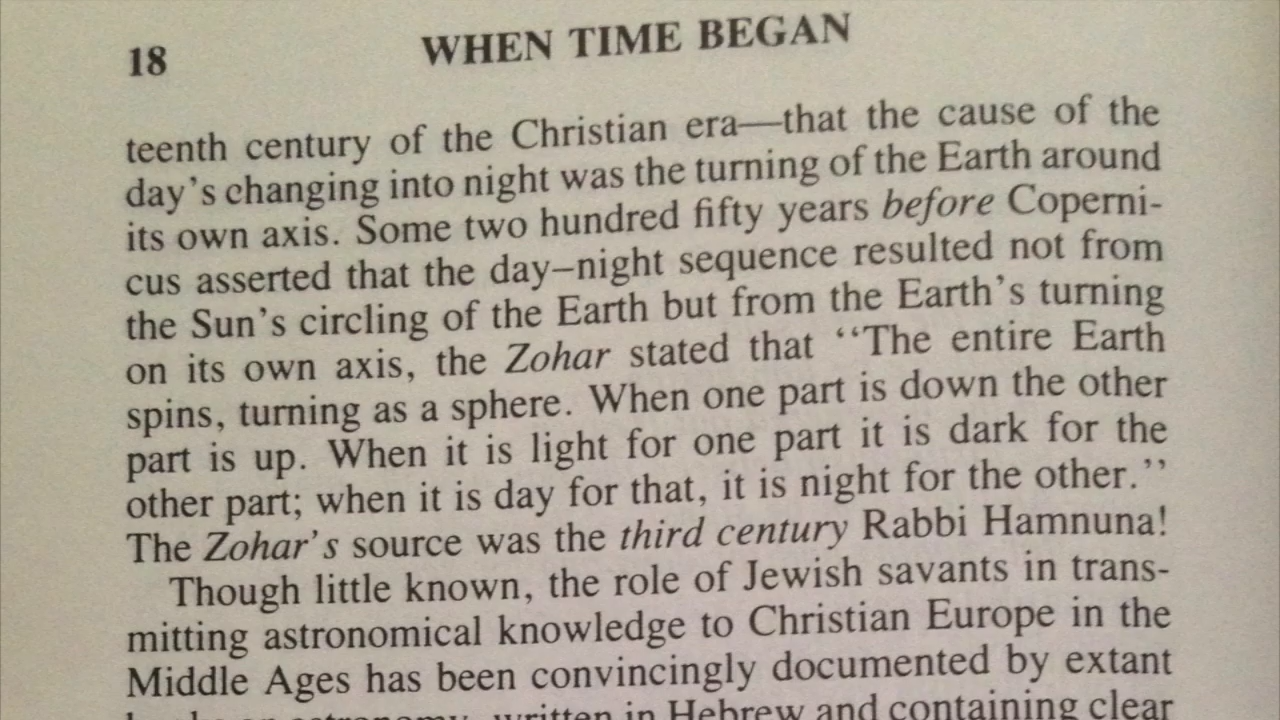 18 WHEN TIME BEGAN
teenth century of the Christian era—that the cause of the
day's changing into night was the turning of the Earth around
its own axis. Some two hundred fifty years before Coperni-
cus asserted that the day–night sequence resulted not from
the Sun's circling of the Earth but from the Earth's turning
on its own axis, the Zohar stated that ‘‘The entire Earth
spins, turning as a sphere. When one part is down the other
part is up. When it is light for one part it is dark for the
other part; when it is day for that, it is night for the other.’’
The Zohar's source was the third century Rabbi Hamnuna!
Though little known, the role of Jewish savants in trans-
mitting astronomical knowledge to Christian Europe in the
Middle Ages has been convincingly documented by extant
astronomy, written in Hebrew and containing clear